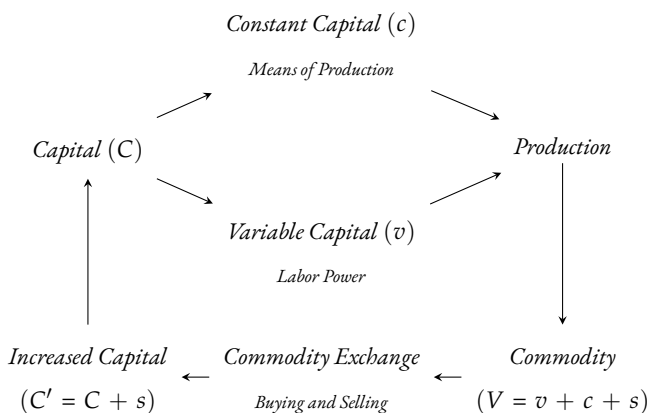 Constant Capital (c)
Means of Production
Capital (C)
Production
Variable Capital (v)
Labor Power
Increased Capital
(C′ = C + s)
Commodity Exchange
Buying and Selling
Commodity
(V = v + c + s)